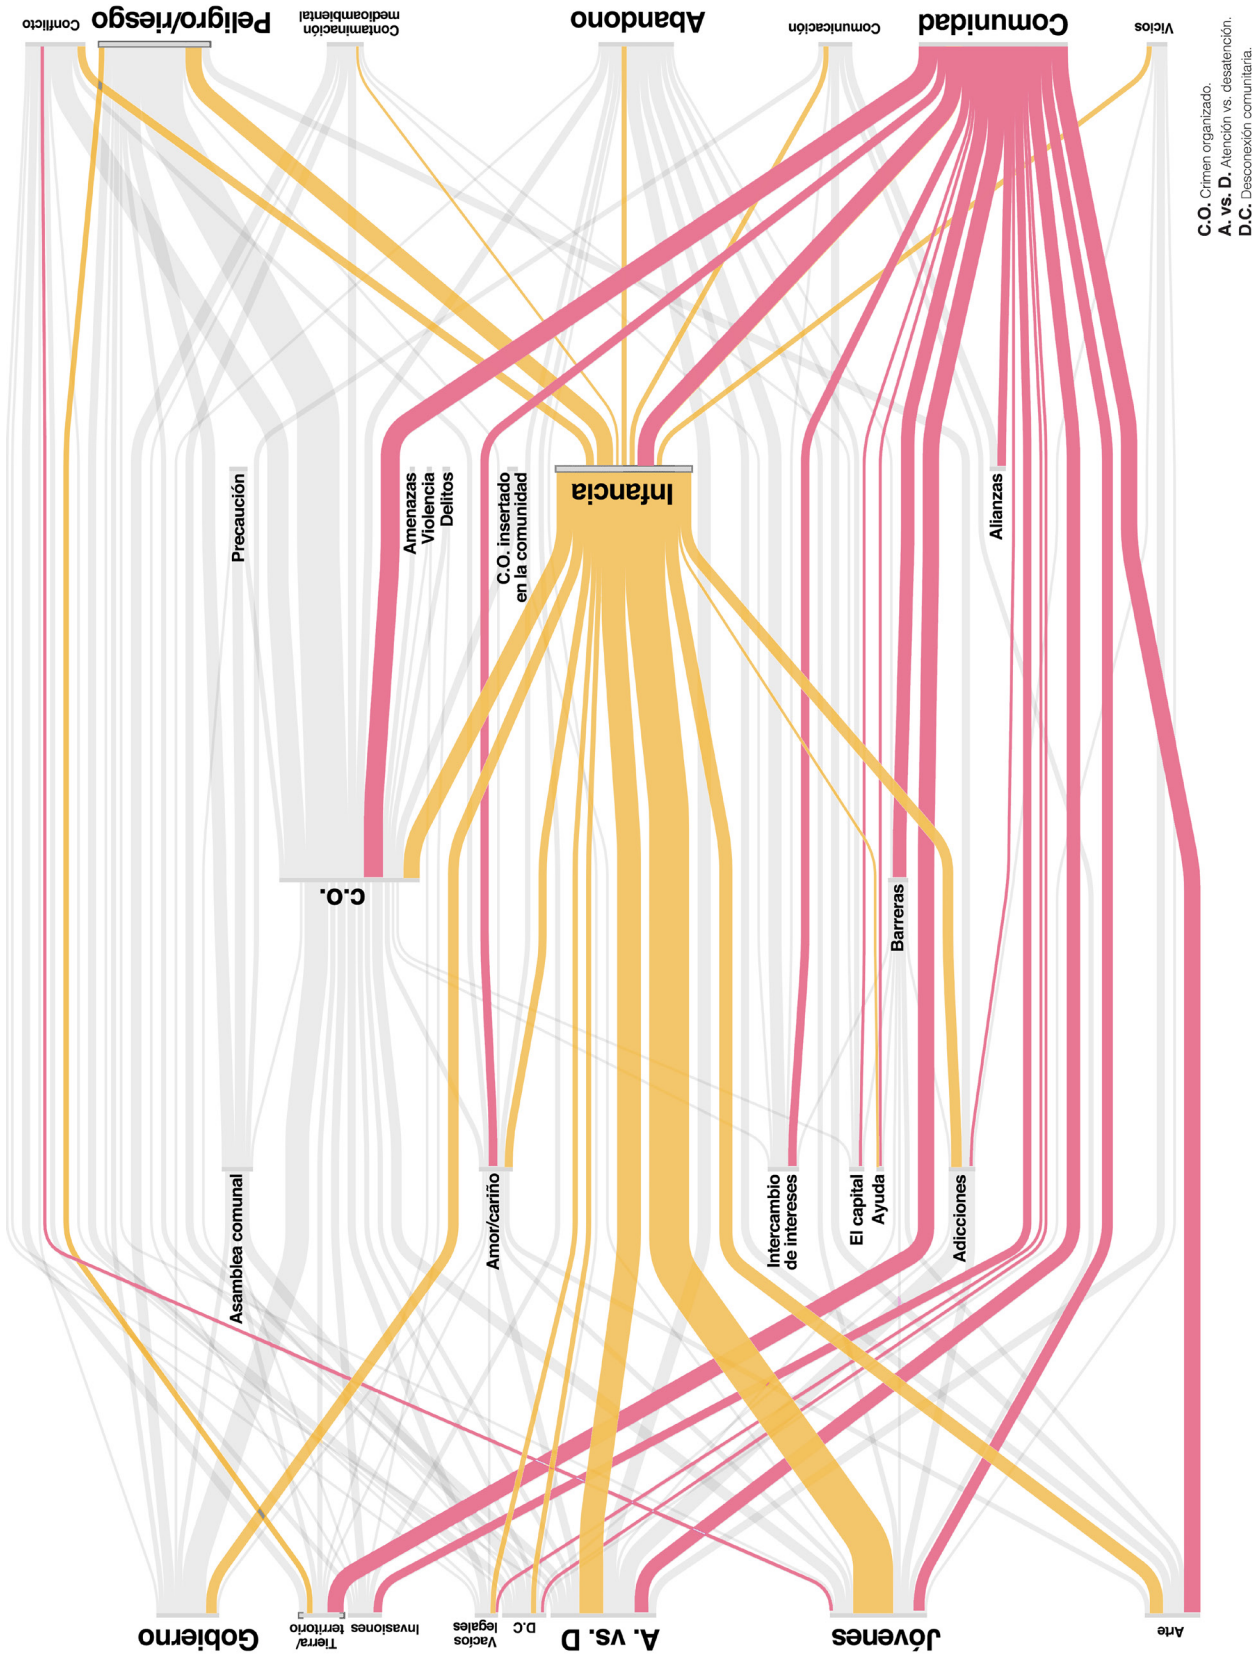 Conflicto
Peligro/riesgo
Contaminación
medioambiental
Abandono
Comunicación
Comunidad
Vicios
C.O. Crimen organizado.
A. vs. D. Atención vs. desatención.
D.C. Desconexión comunitaria.
Precaución
Amenazas
Violencia
Delitos
C.O. insertado
en la comunidad
Infancia
Alianzas
C.O.
Barreras
Asamblea comunal
Amor/cariño
Intercambio
de intereses
El capital
Ayuda
Adicciones
Gobierno
Tierra/
territorio
Invasiones
Vacíos
legales
D.C
A. vs. D
Jóvenes
Arte